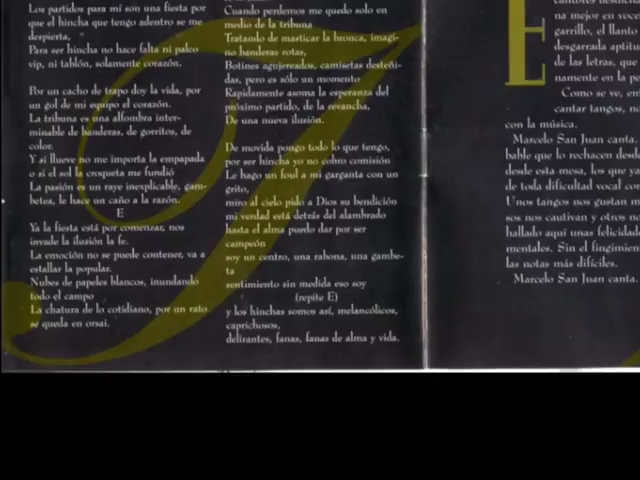 Los partidos para mí son una fiesta por
que el hincha que tengo adentro se me
despierta,
Para ser hincha no hace falta ni palco
vip, ni tablón, solamente corazón.
Por un cacho de trapo doy la vida, por
un gol de mi equipo el corazón.
La tribuna es una alfombra inter-
minable de banderas, de gorritos, de
color.
Y si llueve no me importa la empapada
o si el sol la croqueta me fundió
La pasión es un raye inexplicable, gam-
betea, le hace un caño a la razón.
E
Ya la fiesta está por comenzar, nos
invade la ilusión la fe.
La emoción no se puede contener, va a
estallar la popular.
Nubes de papeles blancos, inundando
todo el campo
La chatura de lo cotidiano, por un rato
se queda en orsai.
Cuando perdemos me quedo solo en
medio de la tribuna
Tratando de masticar la bronca, imagi-
no banderas rotas,
Botines agujereados, camisetas desteñi-
das, pero es sólo un momento
Rapidamente asoma la esperanza del
próximo partido, de la revancha,
De una nueva ilusión.
De movida pongo todo lo que tengo,
por ser hincha yo no cobro comisión
Le hago un foul a mi garganta con un
grito,
miro al cielo pido a Dios su bendición
mi verdad está detrás del alambrado
hasta el alma puedo dar por ser
campeón
soy un centro, una rabona, una gambe-
ta
sentimiento sin medida eso soy
(repite E)
y los hinchas somos así, melancólicos,
caprichosos,
delirantes, fanas, fanas de alma y vida.
E
na mejor en voc
garrillo, el llanto
desgarrada aptit
de las letras, que
namente en la po
Como se ve, en
cantar tangos, n
con la música.
Marcelo San Juan canta.
hable que lo rechacen desd
desde esta mesa, los que ya
de toda dificultad vocal con
Unos tangos nos gustan m
sos nos cautivan y otros n
hallado aquí unas felicidad
mentales. Sin el fingimien
las notas más difíciles.
Marcelo San Juan canta.